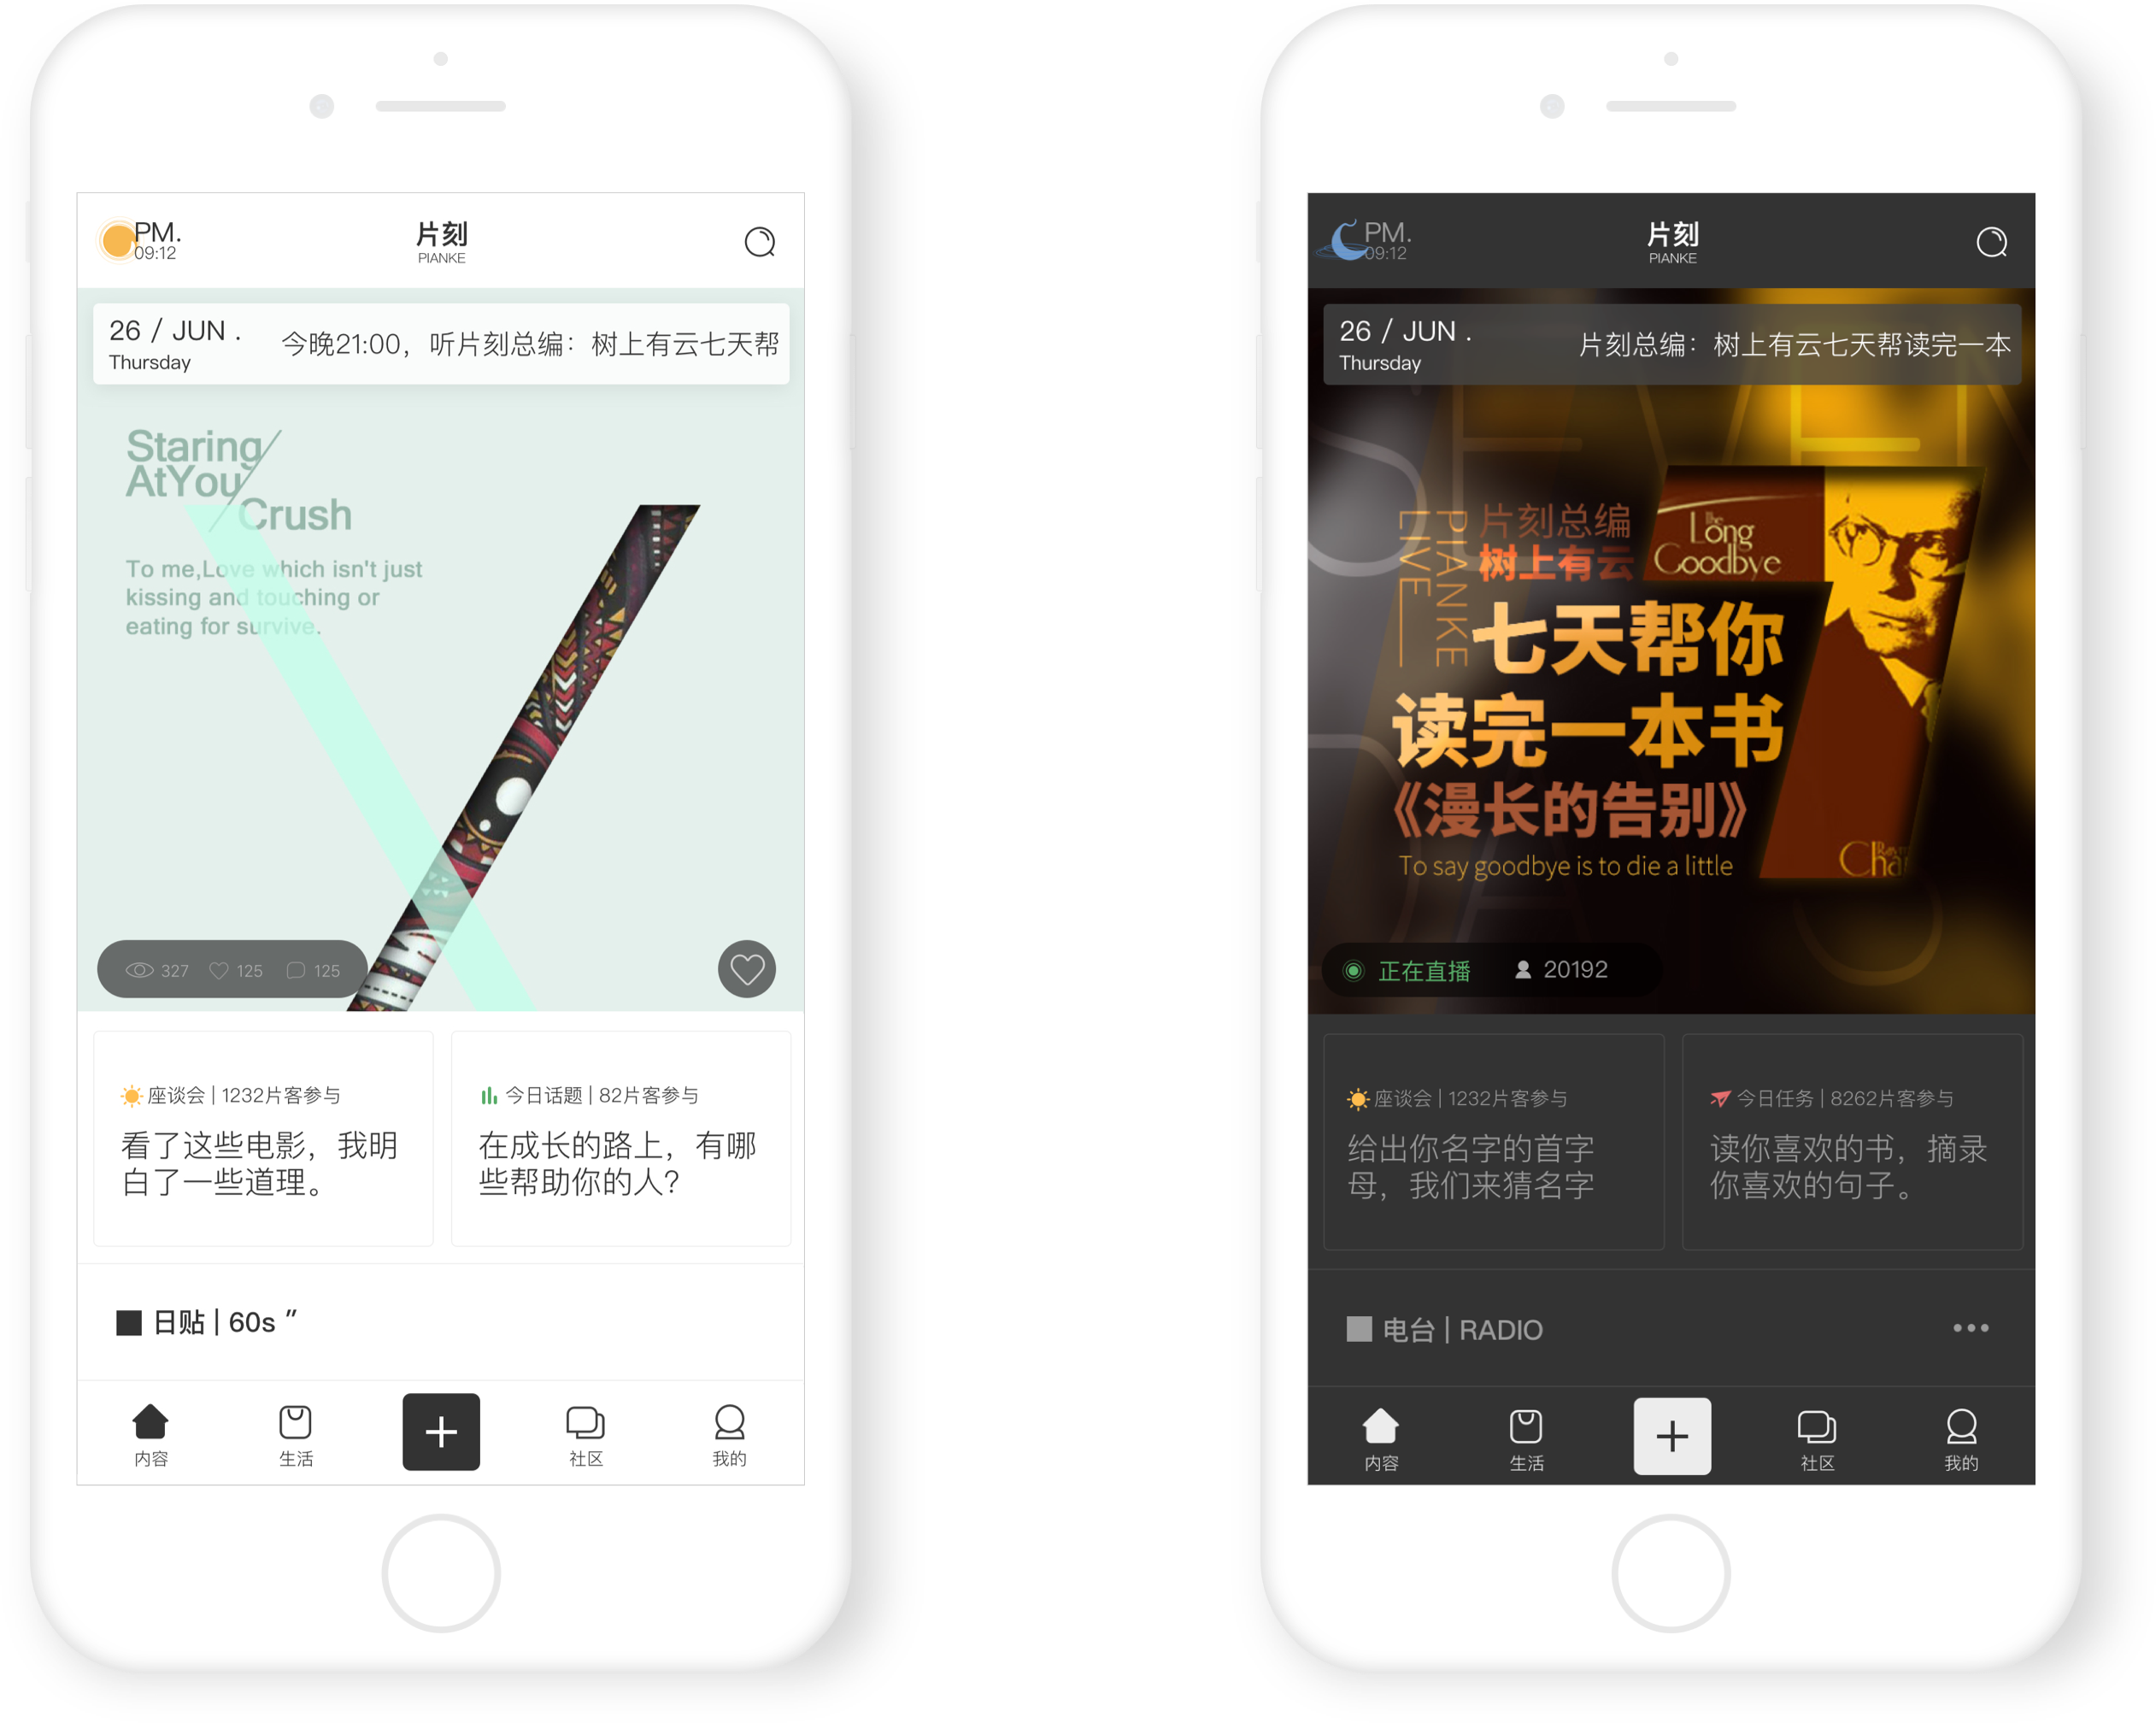 PM.
09:12
片刻
PIANKE
26 / JUN .
Thursday
今晚21:00，听片刻总编：树上有云七天帮
Staring
AtYou
Crush
To me,Love which isn't just
kissing and touching or
eating for survive.
327 125 125
座谈会 | 1232片客参与
看了这些电影，我明
白了一些道理。
今日话题 | 82片客参与
在成长的路上，有哪
些帮助你的人？
日贴 | 60s ″
内容 生活 社区 我的
PM.
09:12
片刻
PIANKE
26 / JUN .
Thursday
片刻总编：树上有云七天帮读完一本
PIANKE
LIVE
片刻总编
树上有云
The
Long
Goodbye
七天帮你
读完一本书
《漫长的告别》
To say goodbye is to die a little
正在直播 20192
座谈会 | 1232片客参与
给出你名字的首字
母，我们来猜名字
今日任务 | 8262片客参与
读你喜欢的书，摘录
你喜欢的句子。
电台 | RADIO
内容 生活 社区 我的